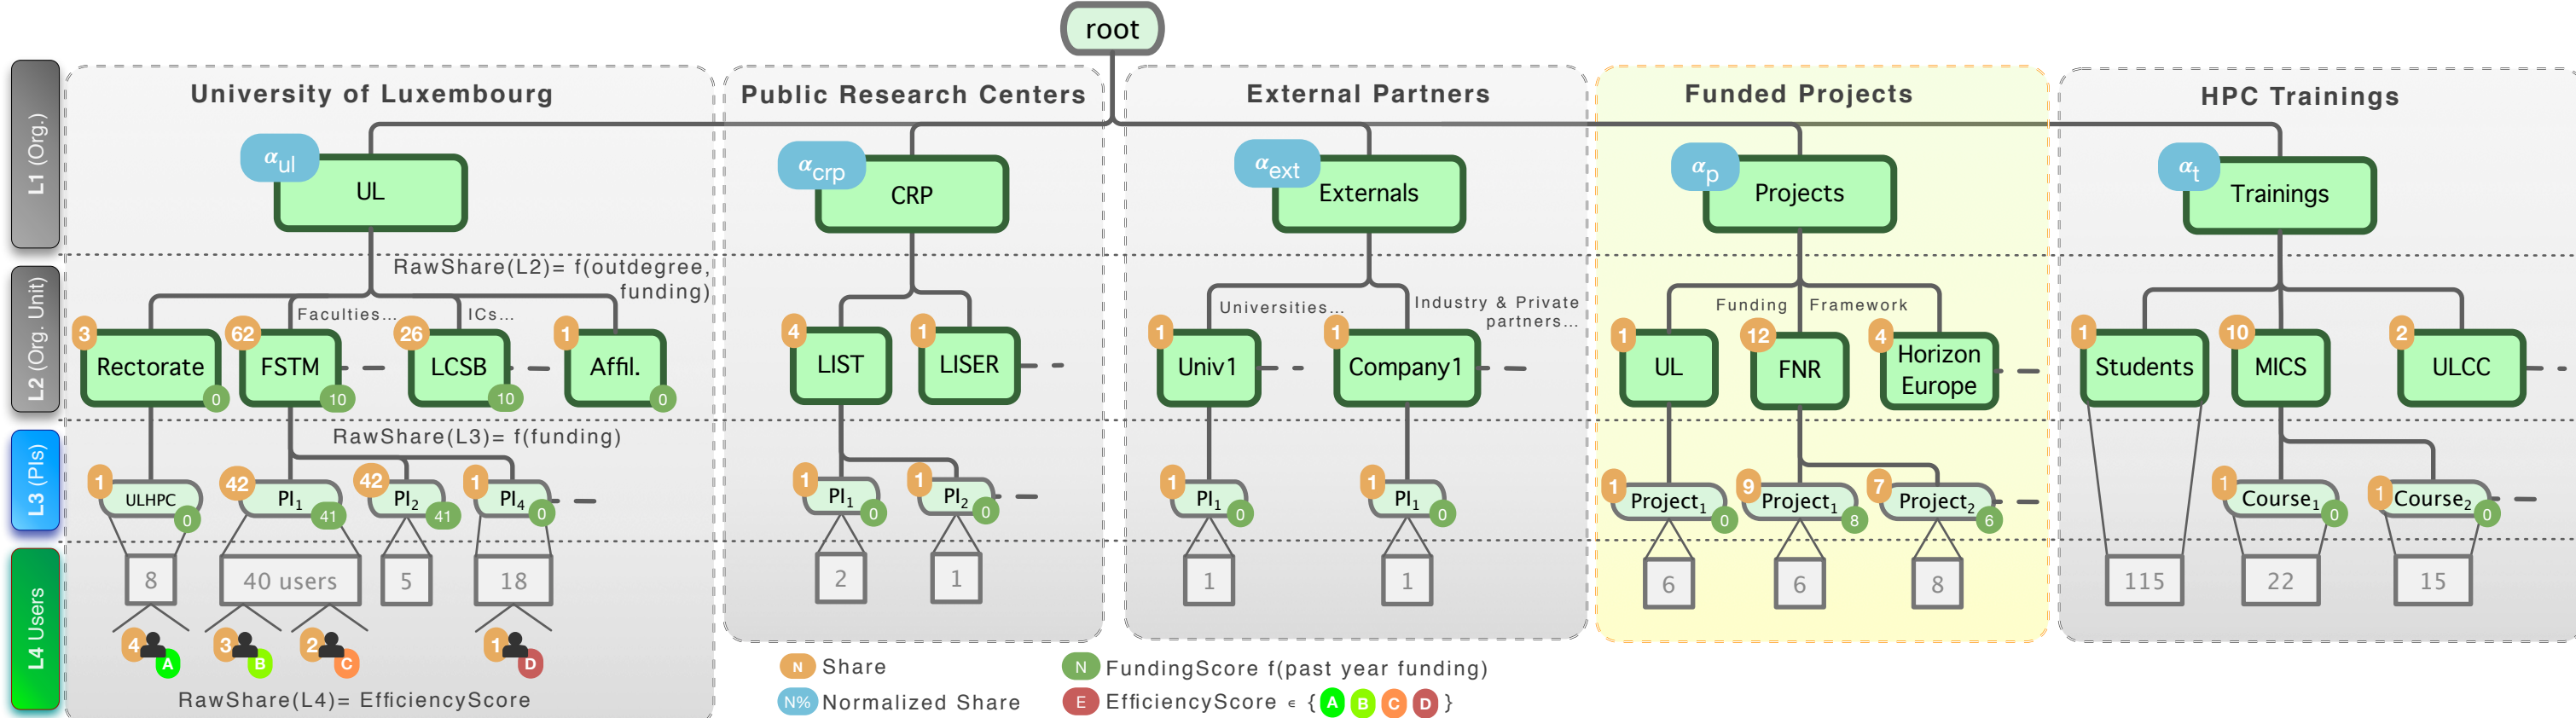 root
University of Luxembourg
Public Research Centers
External Partners
Funded Projects
HPC Trainings
L1 (Org.)
αul
UL
αcrp
CRP
αext
Externals
αp
Projects
αt
Trainings
L2 (Org. Unit)
RawShare(L2)= f(outdegree,
funding)
Faculties...
ICs...
3
Rectorate
0
62
FSTM
10
26
LCSB
10
1
Affil.
0
4
LIST
1
LISER
Universities...
Industry & Private
partners...
1
Univ1
1
Company1
Funding
Framework
1
UL
12
FNR
4
Horizon
Europe
1
Students
10
MICS
2
ULCC
L3 (PIs)
RawShare(L3)= f(funding)
1
ULHPC
0
42
PI1
41
42
PI2
41
1
PI4
0
1
PI1
0
1
PI2
0
1
PI1
0
1
PI1
0
1
Project1
0
9
Project1
8
7
Project2
6
1
Course1
0
1
Course2
0
L4 Users
8
40 users
5
18
2
1
1
1
6
6
8
115
22
15
4
A
3
B
2
C
1
D
RawShare(L4)= EfficiencyScore
N Share
N FundingScore f(past year funding)
N% Normalized Share
E EfficiencyScore ∈ { A B C D }